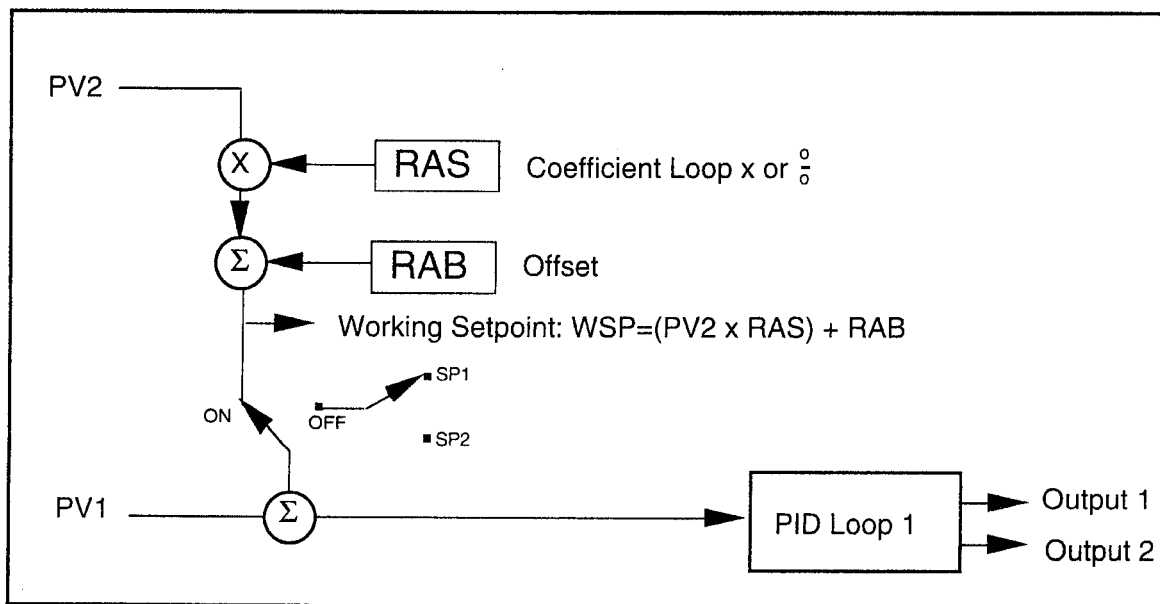 PV2
X
RAS
Coefficient Loop x or o/o
Σ
RAB
Offset
Working Setpoint: WSP=(PV2 x RAS) + RAB
SP1
ON
OFF
SP2
PV1
Σ
PID Loop 1
Output 1
Output 2